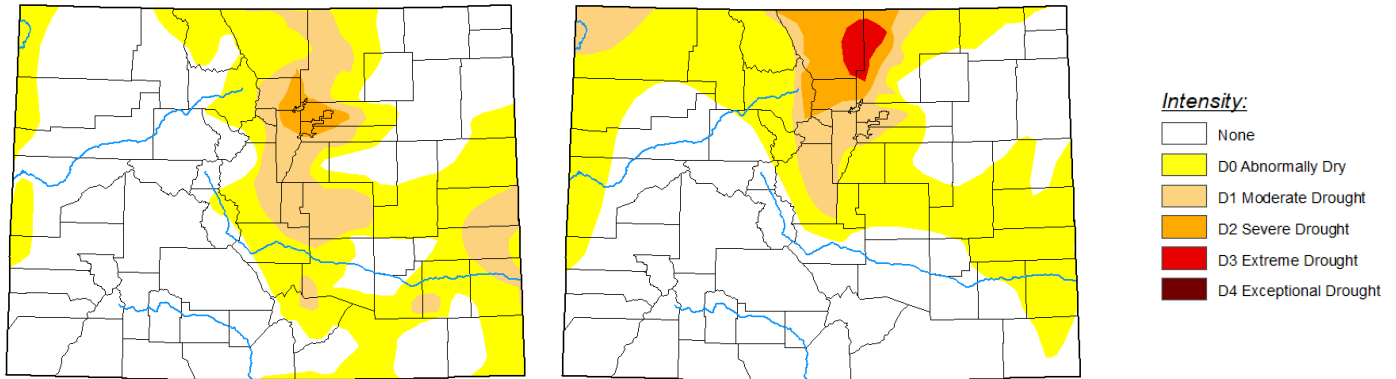 Intensity:
None
D0 Abnormally Dry
D1 Moderate Drought
D2 Severe Drought
D3 Extreme Drought
D4 Exceptional Drought